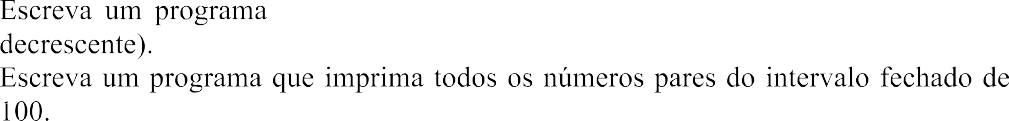 Escreva um programa
decrescente).
Escreva um programa que imprima todos os números pares do intervalo fechado de
100.